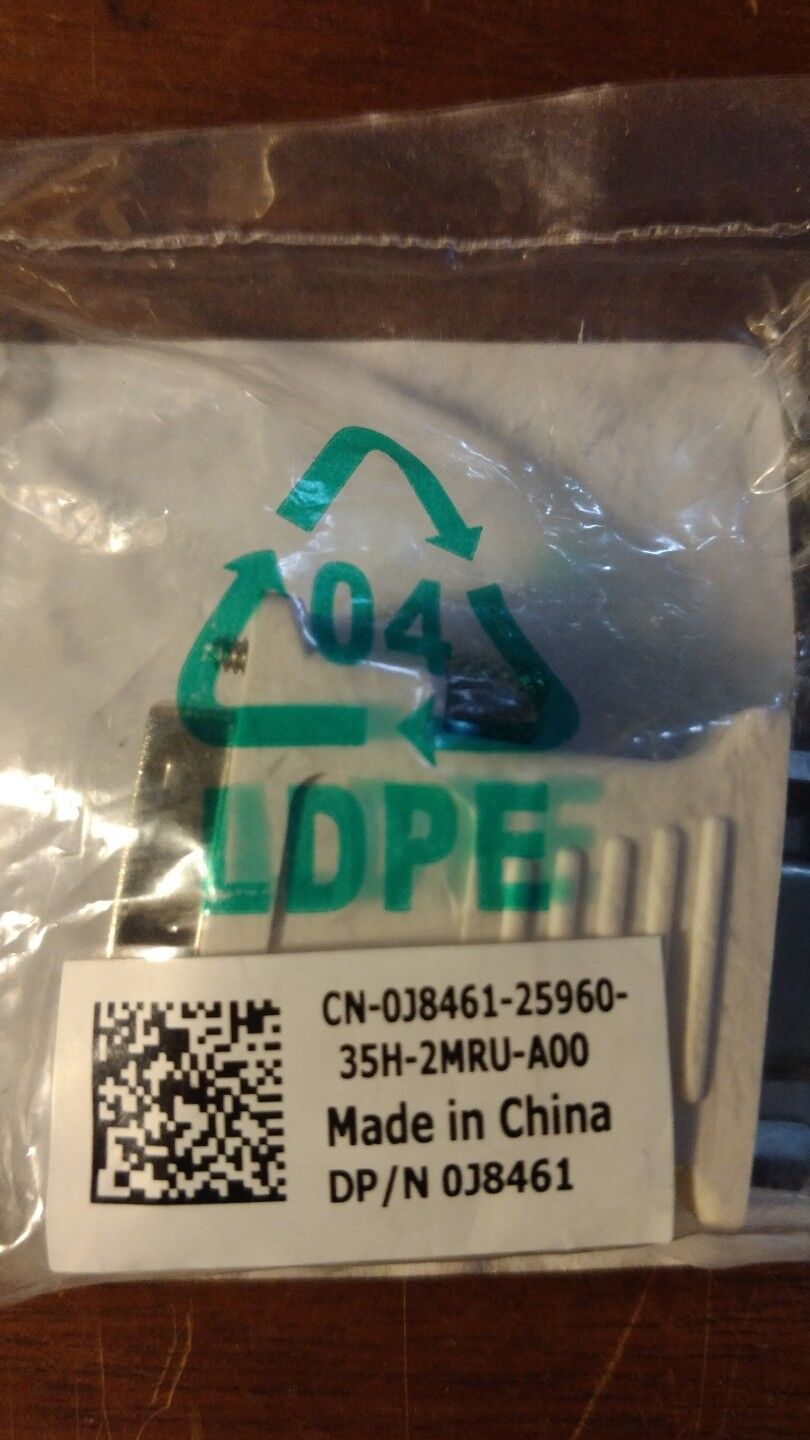 04
LDPE
CN-0J8461-25960-
35H-2MRU-A00
Made in China
DP/N 0J8461